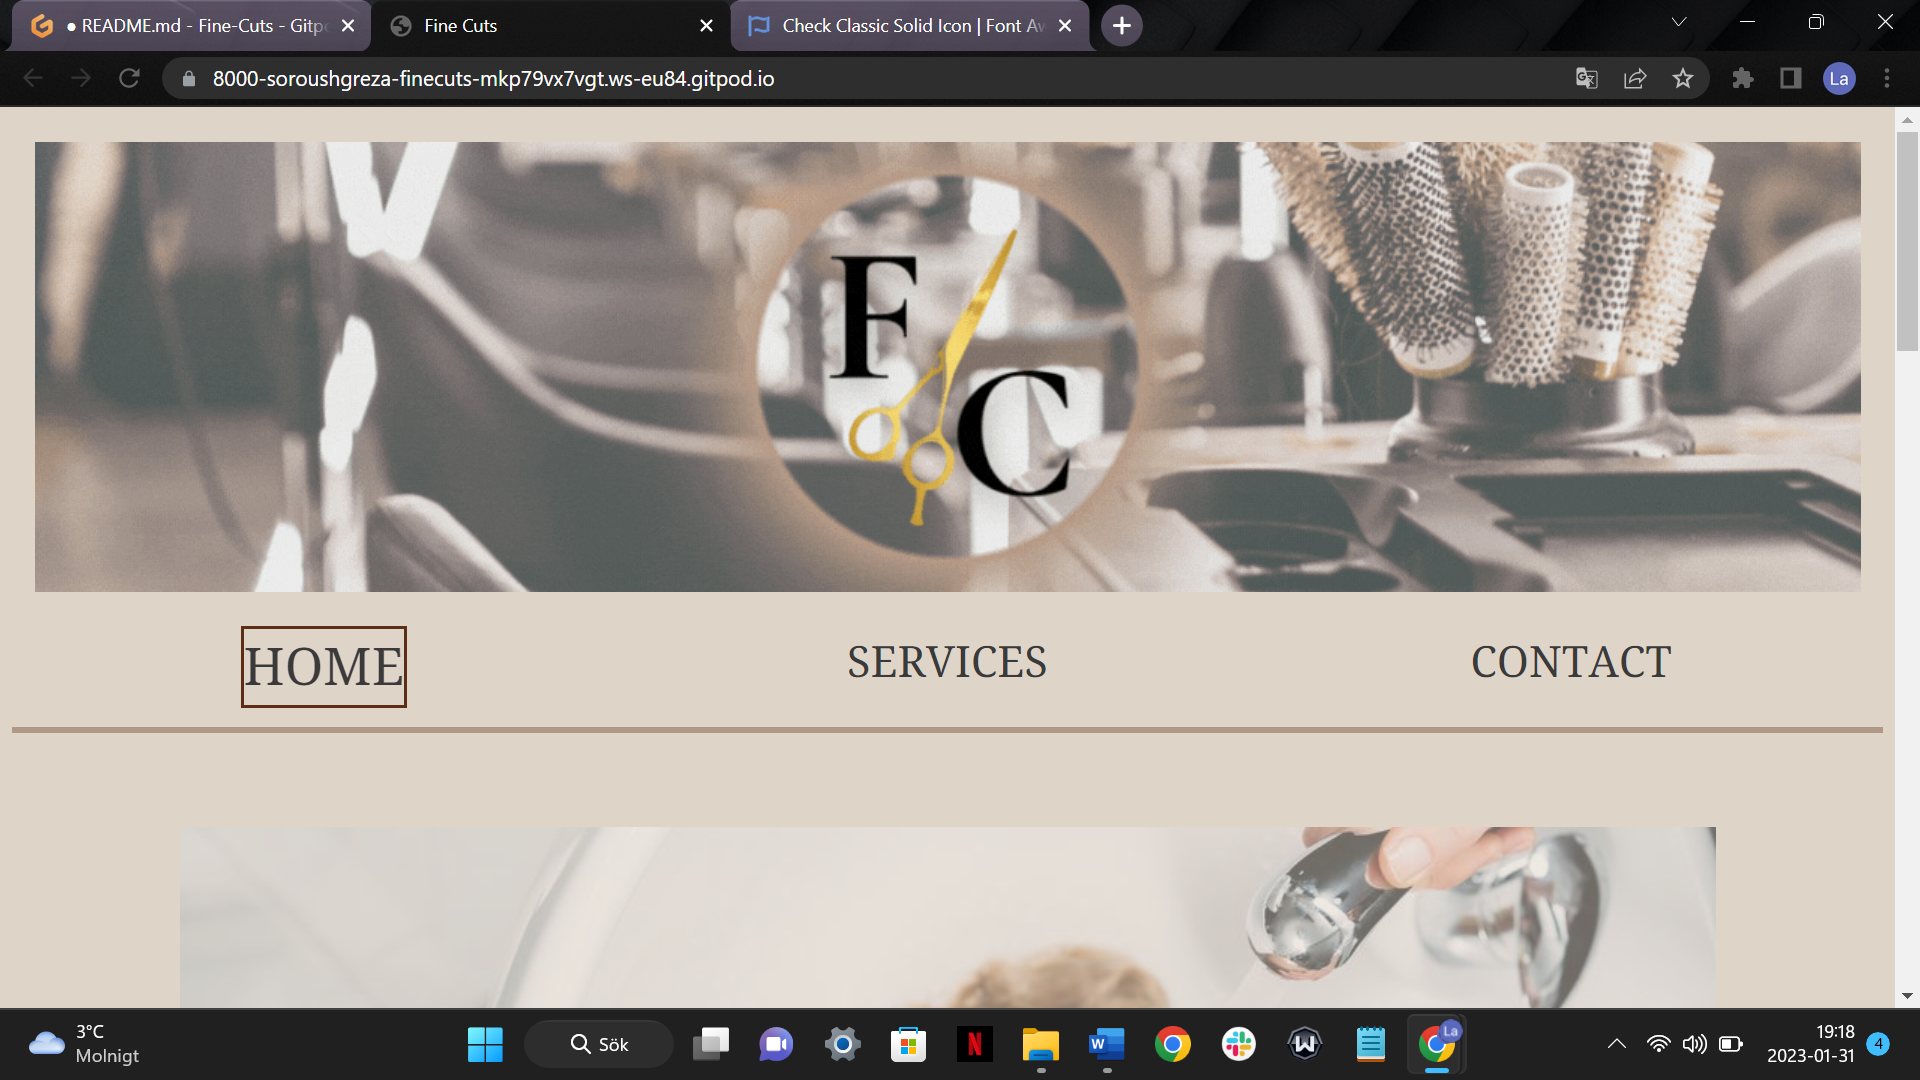 ● README.md - Fine-Cuts - Gitp
Fine Cuts
Check Classic Solid Icon | Font Aw
8000-soroushgreza-finecuts-mkp79vx7vgt.ws-eu84.gitpod.io
La
F
C
HOME
SERVICES
CONTACT
3°C
Molnigt
Sök
La
19:18
2023-01-31
4